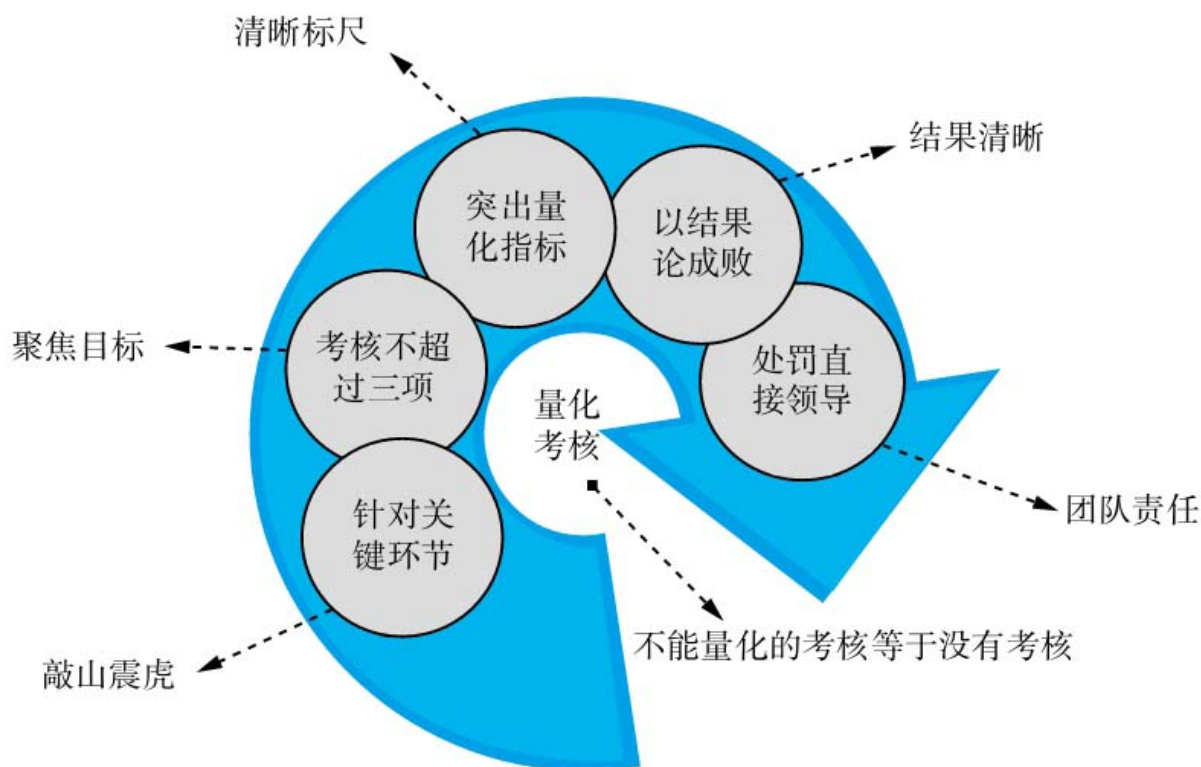 清晰标尺
结果清晰
突出量
化指标
以结果
论成败
聚焦目标
考核不超
过三项
处罚直
接领导
量化
考核
针对关
键环节
团队责任
不能量化的考核等于没有考核
敲山震虎